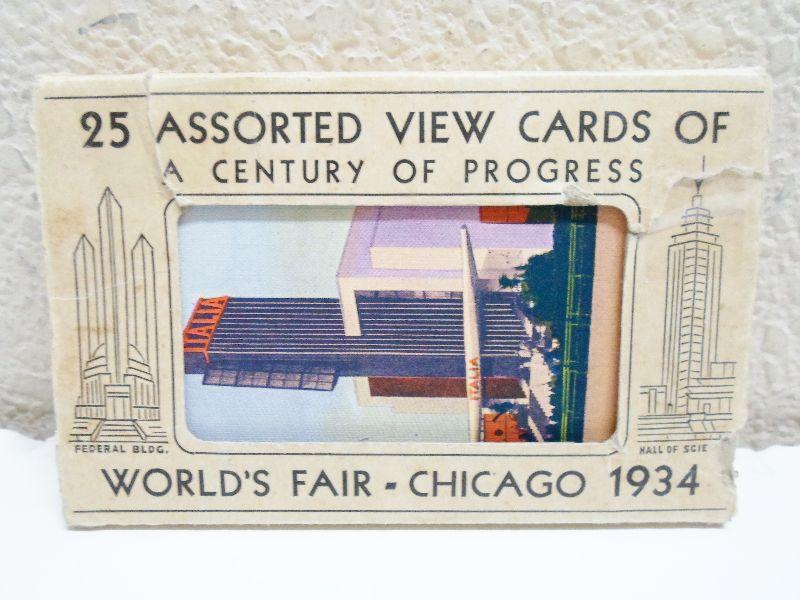 25 ASSORTED VIEW CARDS OF
A CENTURY OF PROGRESS
ITALIA
ITALIA
FEDERAL BLDG.
HALL OF SCIE
WORLD'S FAIR - CHICAGO 1934